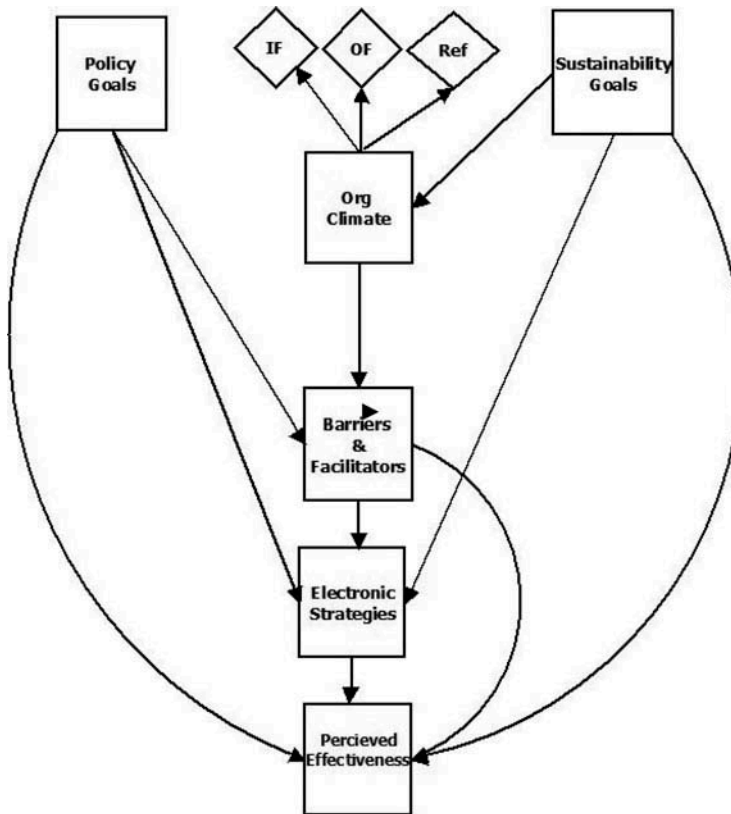 IF
OF
Ref
Policy
Goals
Sustainability
Goals
Org
Climate
Barriers
&
Facilitators
Electronic
Strategies
Percieved
Effectiveness